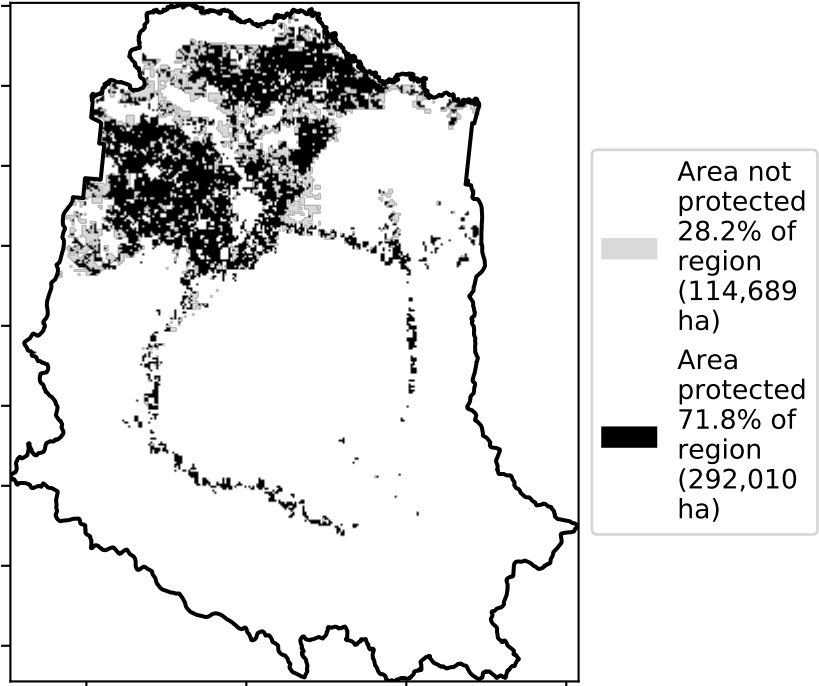 Area not
protected
28.2% of
region
(114,689
ha)
Area
protected
71.8% of
region
(292,010
ha)